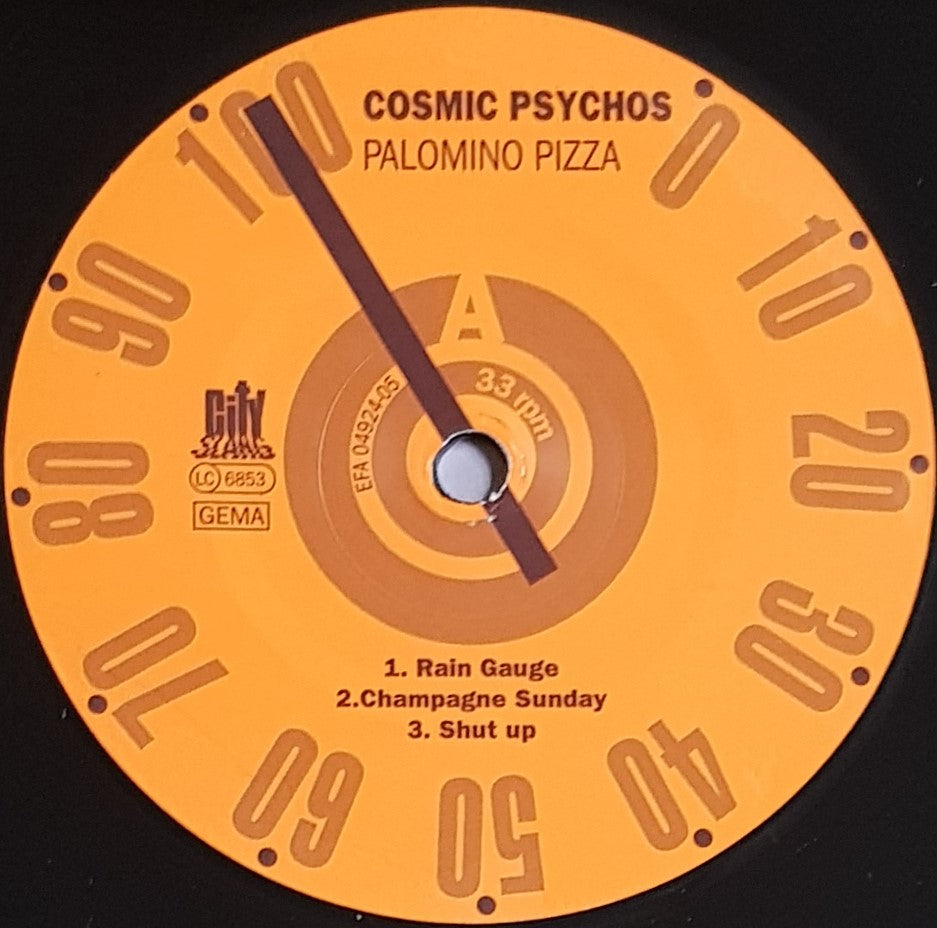 COSMIC PSYCHOS
PALOMINO PIZZA
0
10
20
30
40
50
60
70
80
90
100
A
33 rpm
EFA 04924-05
City
SLANG
LC 6853
GEMA
1. Rain Gauge
2.Champagne Sunday
3. Shut up